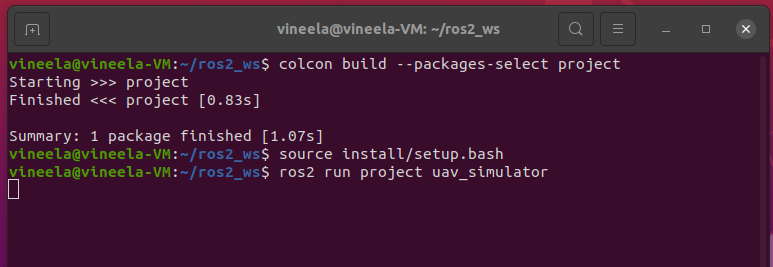 vineela@vineela-VM: ~/ros2_ws
vineela@vineela-VM:~/ros2_ws$ colcon build --packages-select project
Starting >>> project
Finished <<< project [0.83s]
Summary: 1 package finished [1.07s]
vineela@vineela-VM:~/ros2_ws$ source install/setup.bash
vineela@vineela-VM:~/ros2_ws$ ros2 run project uav_simulator